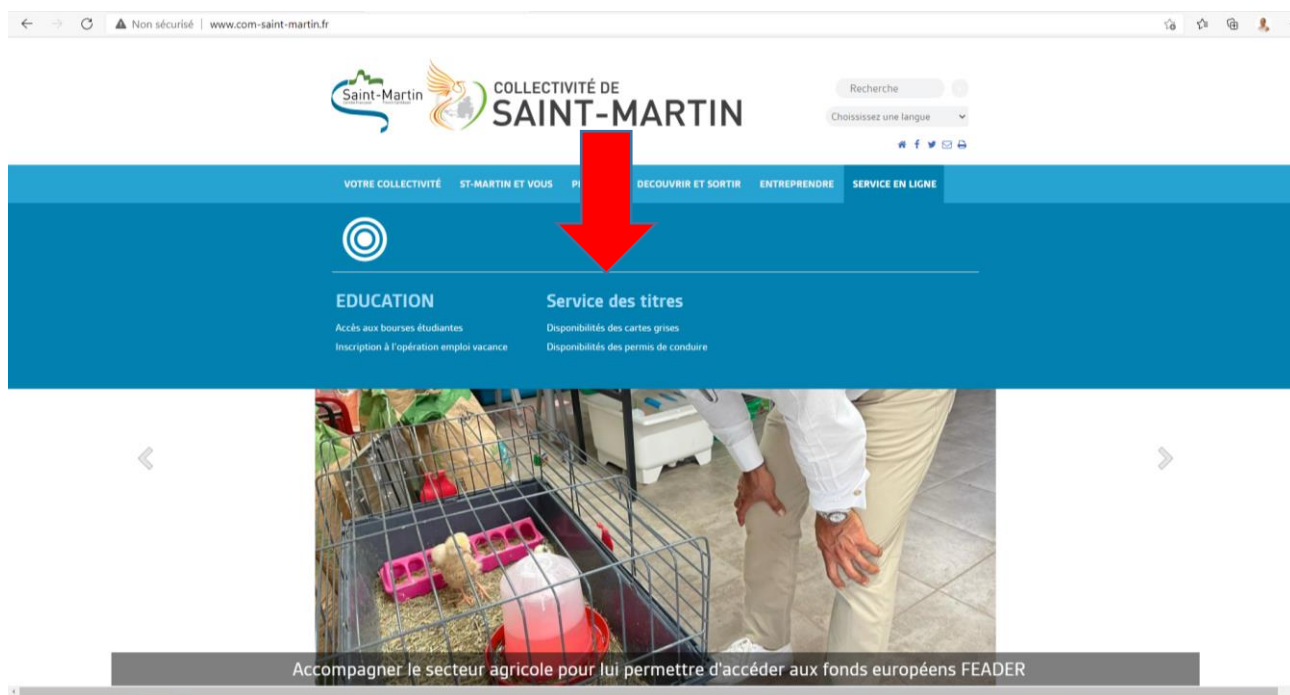 Non sécurisé | www.com-saint-martin.fr
Saint-Martin
COLLECTIVITÉ DE
SAINT-MARTIN
Recherche
Choississez une langue
VOTRE COLLECTIVITÉ ST-MARTIN ET VOUS DECOUVRIR ET SORTIR ENTREPRENDRE SERVICE EN LIGNE
EDUCATION
Accès aux bourses étudiantes
Inscription à l'opération emploi vacance
Service des titres
Disponibilités des cartes grises
Disponibilités des permis de conduire
Accompagner le secteur agricole pour lui permettre d'accéder aux fonds européens FEADER